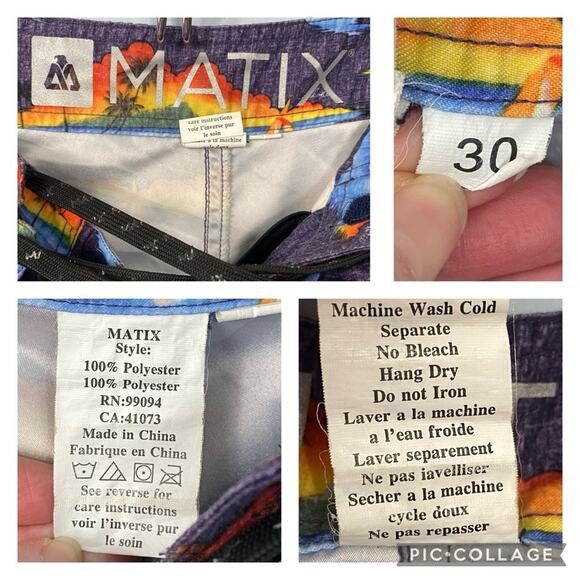 MATIX
care instructions
voir l'inverse pur
le soin
cycle doux
30
MATIX
Style:
100% Polyester
100% Polyester
RN:99094
CA:41073
Made in China
Fabrique en China
See reverse for
care instructions
voir l'inverse pur
le soin
Machine Wash Cold
Separate
No Bleach
Hang Dry
Do not Iron
Laver a la machine
a l'eau froide
Laver separement
Ne pas iavelliser
Secher a la machine
cycle doux
Ne pas repasser
PIC·COLLAGE